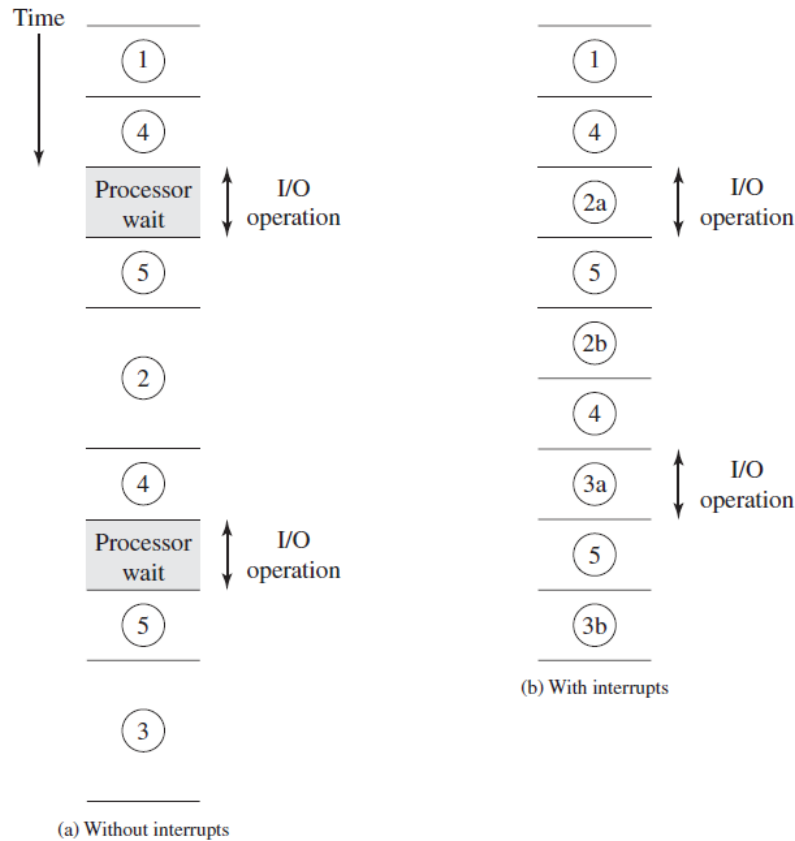 Time
1
4
Processor
wait
I/O
operation
5
2
4
Processor
wait
I/O
operation
5
3
(a) Without interrupts
1
4
2a
I/O
operation
5
2b
4
3a
I/O
operation
5
3b
(b) With interrupts